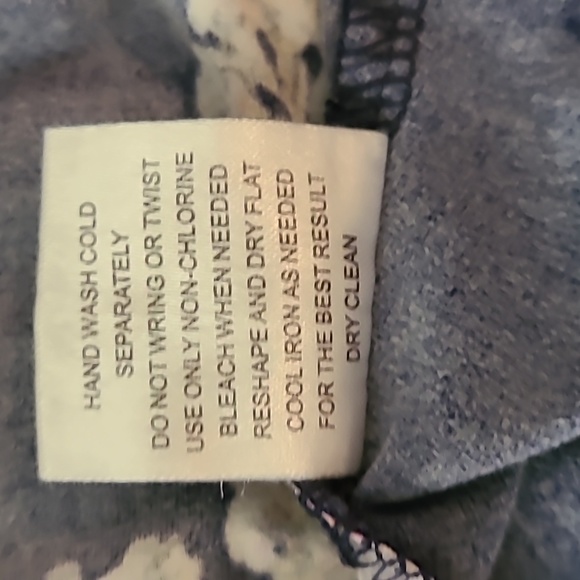 HAND WASH COLD
SEPARATELY
DO NOT WRING OR TWIST
USE ONLY NON-CHLORINE
BLEACH WHEN NEEDED
RESHAPE AND DRY FLAT
COOL IRON AS NEEDED
FOR THE BEST RESULT
DRY CLEAN